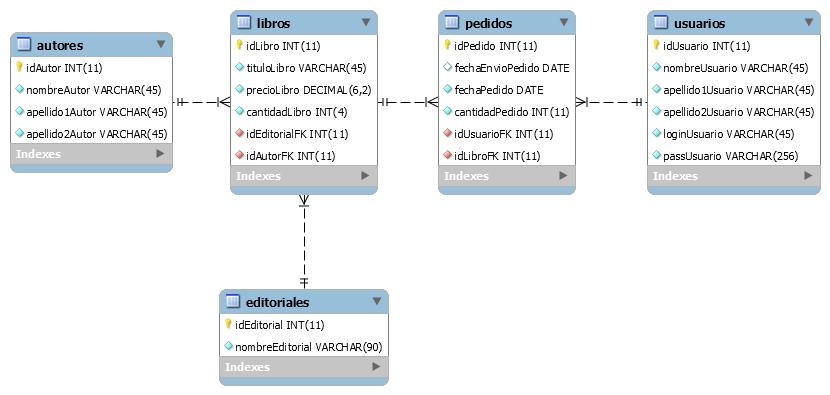 autores
idAutor INT(11)
nombreAutor VARCHAR(45)
apellido1Autor VARCHAR(45)
apellido2Autor VARCHAR(45)
Indexes
libros
idLibro INT(11)
tituloLibro VARCHAR(45)
precioLibro DECIMAL(6,2)
cantidadLibro INT(4)
idEditorialFK INT(11)
idAutorFK INT(11)
Indexes
pedidos
idPedido INT(11)
fechaEnvioPedido DATE
fechaPedido DATE
cantidadPedido INT(11)
idUsuarioFK INT(11)
idLibroFK INT(11)
Indexes
usuarios
idUsuario INT(11)
nombreUsuario VARCHAR(45)
apellido1Usuario VARCHAR(45)
apellido2Usuario VARCHAR(45)
loginUsuario VARCHAR(45)
passUsuario VARCHAR(256)
Indexes
editoriales
idEditorial INT(11)
nombreEditorial VARCHAR(90)
Indexes